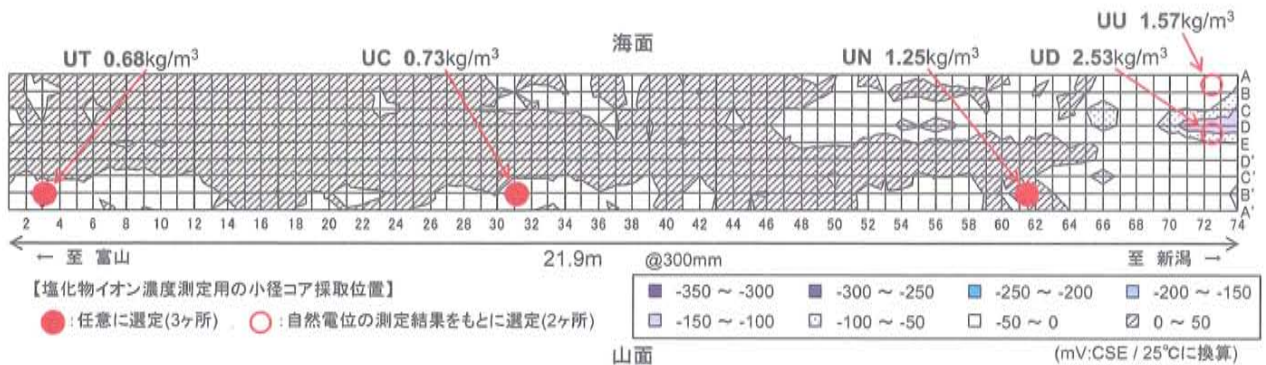 UU 1.57kg/m³
海面
UT 0.68kg/m³ UC 0.73kg/m³ UN 1.25kg/m³ UD 2.53kg/m³
A
B
C
D
E
D'
C'
B'
A'
2 4 6 8 10 12 14 16 18 20 22 24 26 28 30 32 34 36 38 40 42 44 46 48 50 52 54 56 58 60 62 64 66 68 70 72 74
← 至 富山 21.9m @300mm 至 新潟 →
【塩化物イオン濃度測定用の小径コア採取位置】
:任意に選定(3ヶ所) :自然電位の測定結果をもとに選定(2ヶ所)
-350 ~ -300 -300 ~ -250 -250 ~ -200 -200 ~ -150
-150 ~ -100 -100 ~ -50 -50 ~ 0 0 ~ 50
山面
(mV:CSE / 25℃に換算)